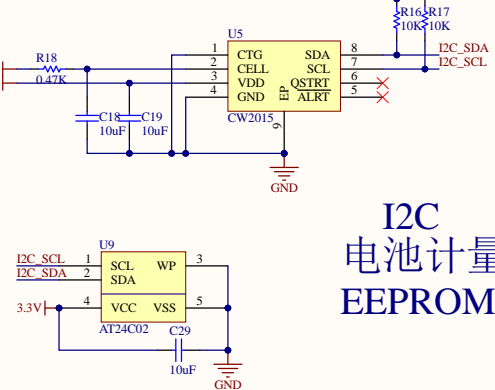 R16 R17
10K 10K
U5
R18
0.47K
1 CTG SDA 8 I2C_SDA
2 CELL SCL 7 I2C_SCL
3 VDD QSTRT 6
4 GND EP ALRT 5
C18 C19
10uF 10uF
CW2015
9
GND
I2C
电池计量
EEPROM
U9
I2C_SCL 1 SCL WP 3
I2C_SDA 2 SDA
3.3V 4 VCC VSS 5
AT24C02 C29
10uF
GND